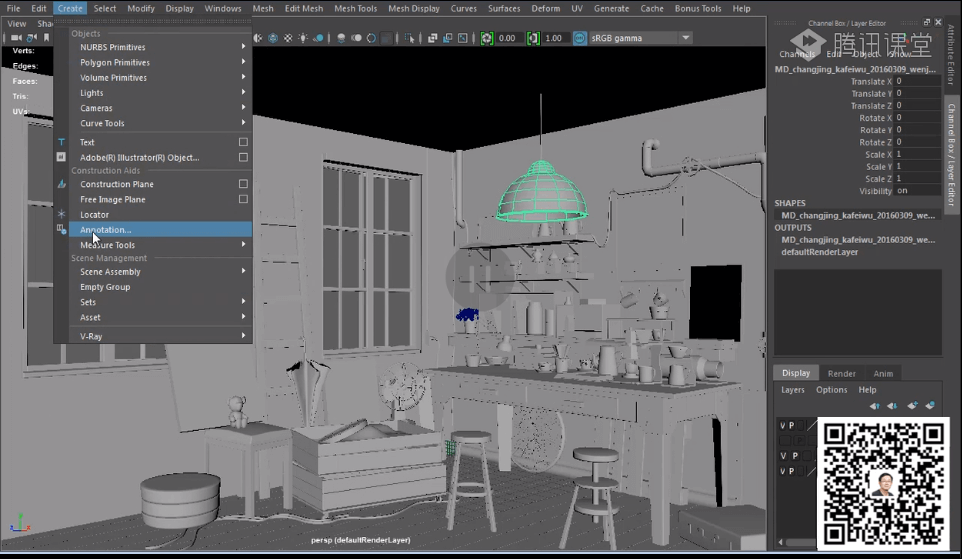 File Edit Create Select Modify Display Windows Mesh Edit Mesh Mesh Tools Mesh Display Curves Surfaces Deform UV Generate Cache Bonus Tools Help
View
0.00 1.00 sRGB gamma
Verts:
Edges:
Faces:
Tris:
UVs:
Objects
NURBS Primitives
Polygon Primitives
Volume Primitives
Lights
Cameras
Curve Tools
Text
Adobe(R) Illustrator(R) Object...
Construction Aids
Construction Plane
Free Image Plane
Locator
Annotation...
Measure Tools
Scene Management
Scene Assembly
Empty Group
Sets
Asset
V-Ray
persp (defaultRenderLayer)
Channel Box / Layer Editor
腾讯课堂
Channels Edit Object Show
MD_changjing_kafeiwu_20160309_wenj...
Translate X 0
Translate Y 0
Translate Z 0
Rotate X 0
Rotate Y 0
Rotate Z 0
Scale X 1
Scale Y 1
Scale Z 1
Visibility on
SHAPES
MD_changjing_kafeiwu_20160309_we...
OUTPUTS
MD_changjing_kafeiwu_20160309_we...
defaultRenderLayer
Display Render Anim
Layers Options Help
V P
V P
V P
Attribute Editor
Channel Box / Layer Editor